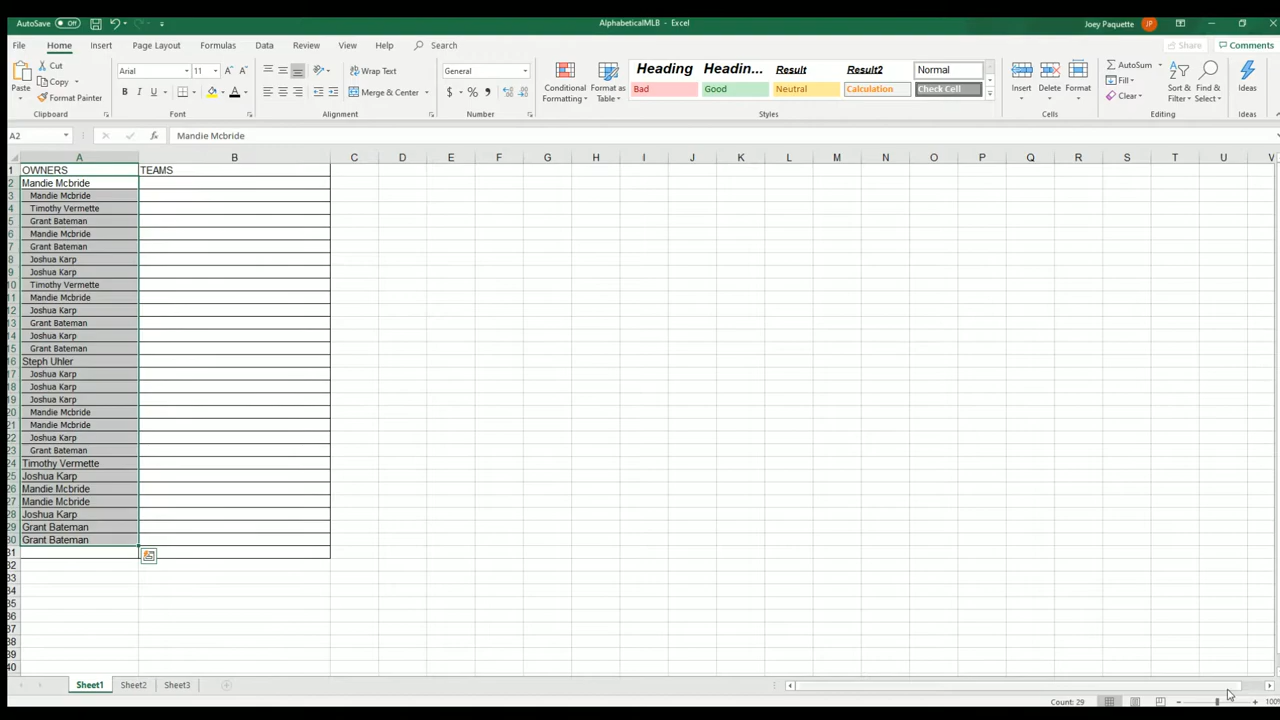 AutoSave Off AlphabeticalMLB - Excel Joey Paquette JP
File Home Insert Page Layout Formulas Data Review View Help Search Share Comments
Paste Cut Copy Format Painter Clipboard
Arial 11 B I U A Font
Wrap Text Merge & Center Alignment
General $ % Number
Conditional Formatting Format as Table
Heading Headin... Result Result2 Normal
Bad Good Neutral Calculation Check Cell
Styles
Insert Delete Format Cells
AutoSum Fill Clear Sort & Filter Find & Select Editing
Ideas Ideas
A2 fx Mandie Mcbride
A B C D E F G H I J K L M N O P Q R S T U V
1 OWNERS TEAMS
2 Mandie Mcbride
3 Mandie Mcbride
4 Timothy Vermette
5 Grant Bateman
6 Mandie Mcbride
7 Grant Bateman
8 Joshua Karp
9 Joshua Karp
10 Timothy Vermette
11 Mandie Mcbride
12 Joshua Karp
13 Grant Bateman
14 Joshua Karp
15 Grant Bateman
16 Steph Uhler
17 Joshua Karp
18 Joshua Karp
19 Joshua Karp
20 Mandie Mcbride
21 Mandie Mcbride
22 Joshua Karp
23 Grant Bateman
24 Timothy Vermette
25 Joshua Karp
26 Mandie Mcbride
27 Mandie Mcbride
28 Joshua Karp
29 Grant Bateman
30 Grant Bateman
31
32
33
34
35
36
37
38
39
40
Sheet1 Sheet2 Sheet3
Count: 29 100%